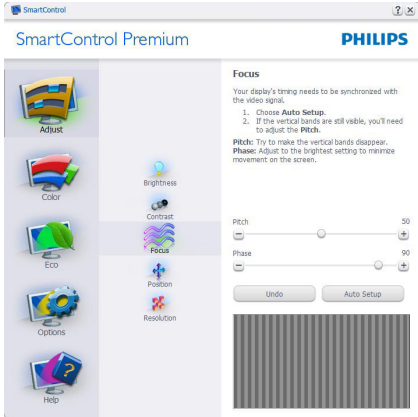 SmartControl
SmartControl Premium
PHILIPS
Adjust
Color
Eco
Options
Help
Brightness
Contrast
Focus
Position
Resolution
Focus
Your display's timing needs to be synchronized with
the video signal.
1. Choose Auto Setup.
2. If the vertical bands are still visible, you'll need
to adjust the Pitch.
Pitch: Try to make the vertical bands disappear.
Phase: Adjust to the brightest setting to minimize
movement on the screen.
Pitch 50
Phase 90
Undo Auto Setup